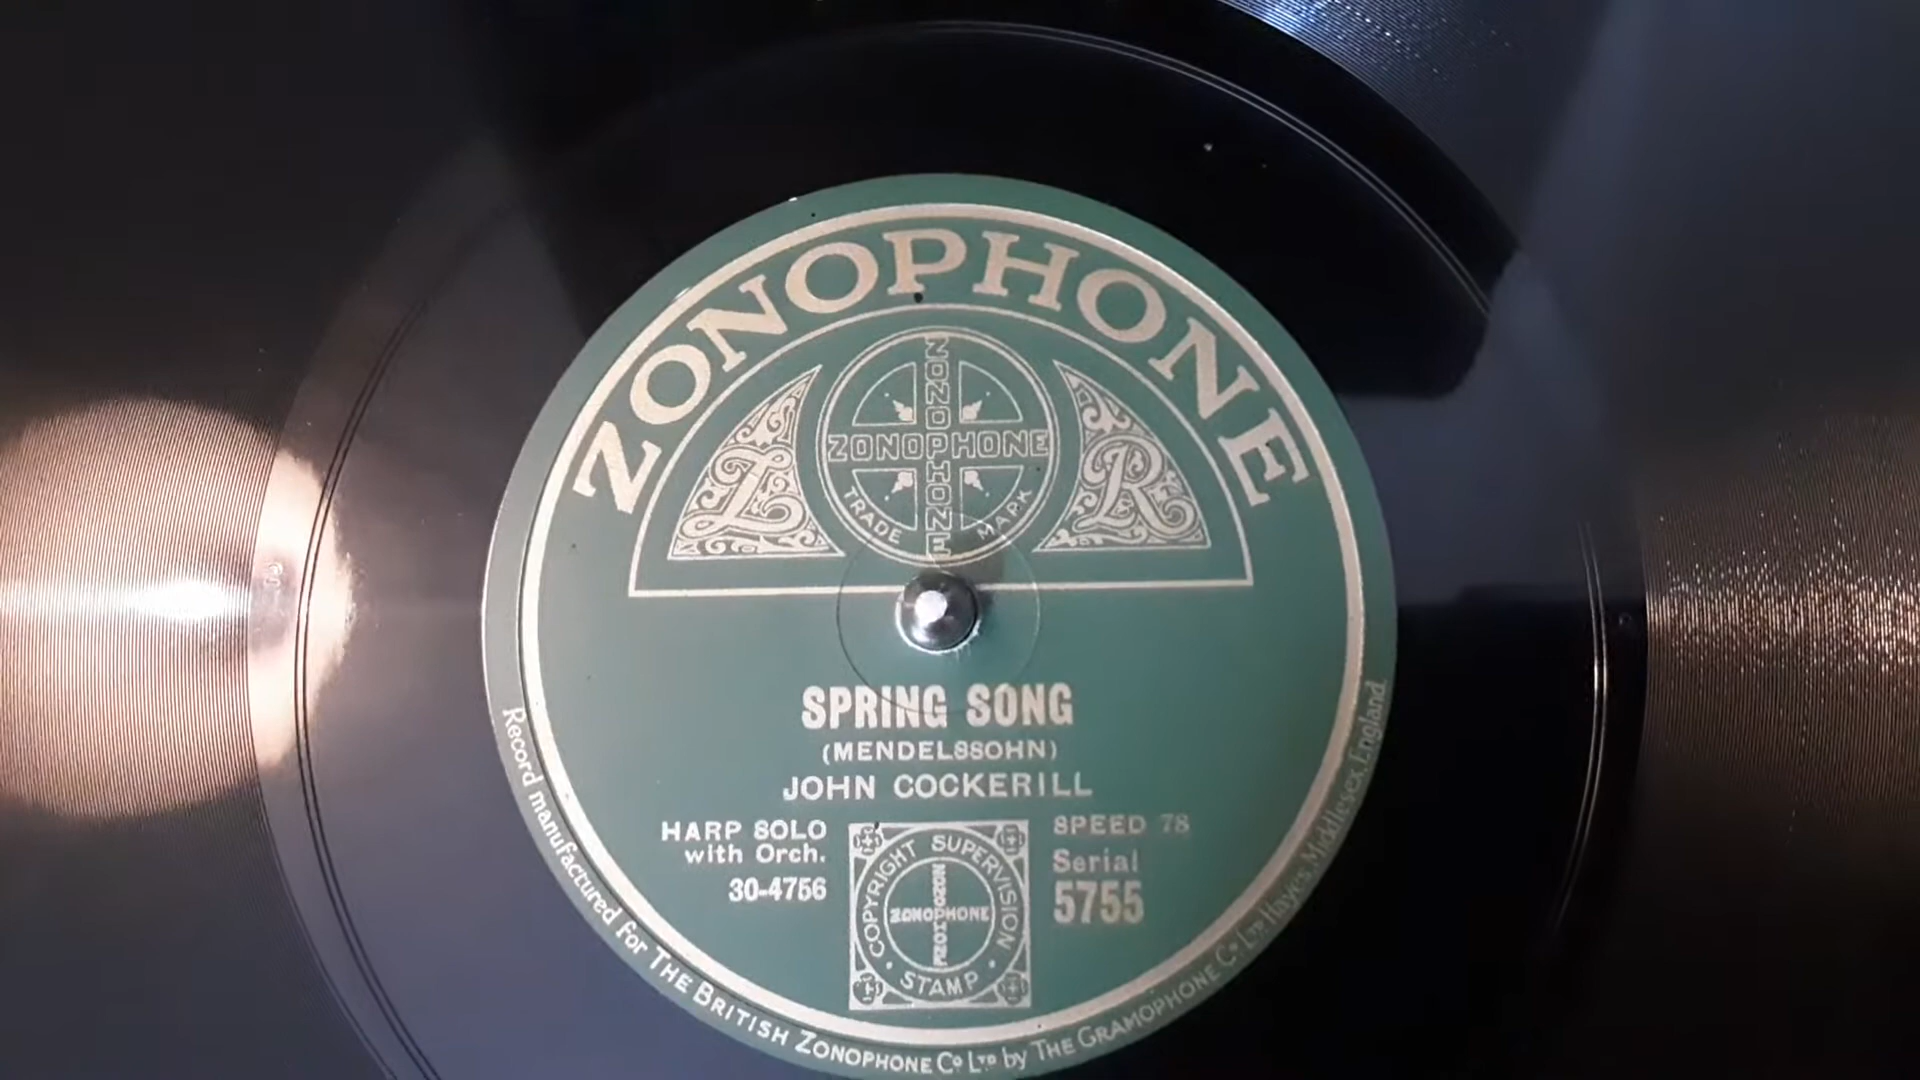 ZONOPHONE
ZONOPHONE
ZONOPHONE
TRADE MARK
Z
R
SPRING SONG
(MENDELSSOHN)
JOHN COCKERILL
HARP SOLO
with Orch.
30-4756
SPEED 78
Serial
5755
COPYRIGHT SUPERVISION
STAMP
ZONOPHONE
ZONOPHONE
Record manufactured for THE BRITISH ZONOPHONE Co LTD by THE GRAMOPHONE Co LTD Hayes, Middlesex, England.